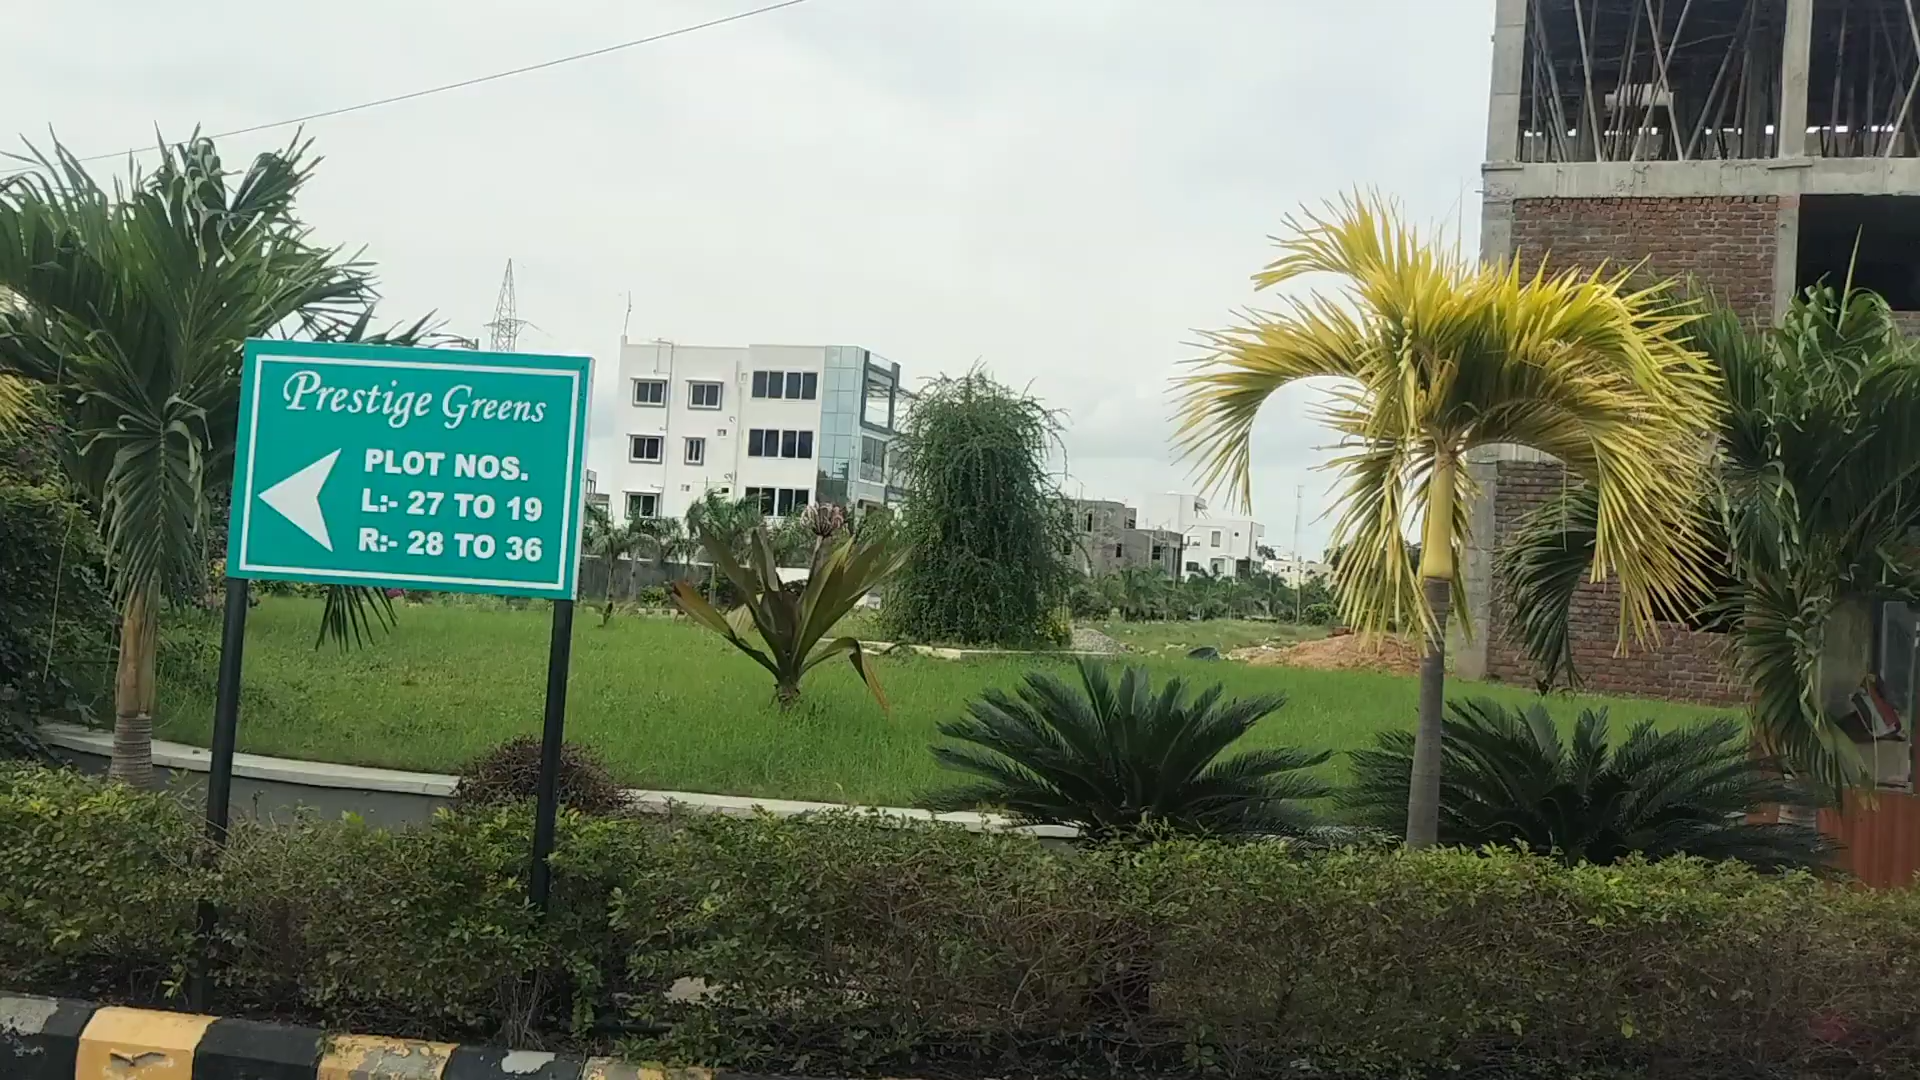 Prestige Greens
PLOT NOS.
L:- 27 TO 19
R:- 28 TO 36